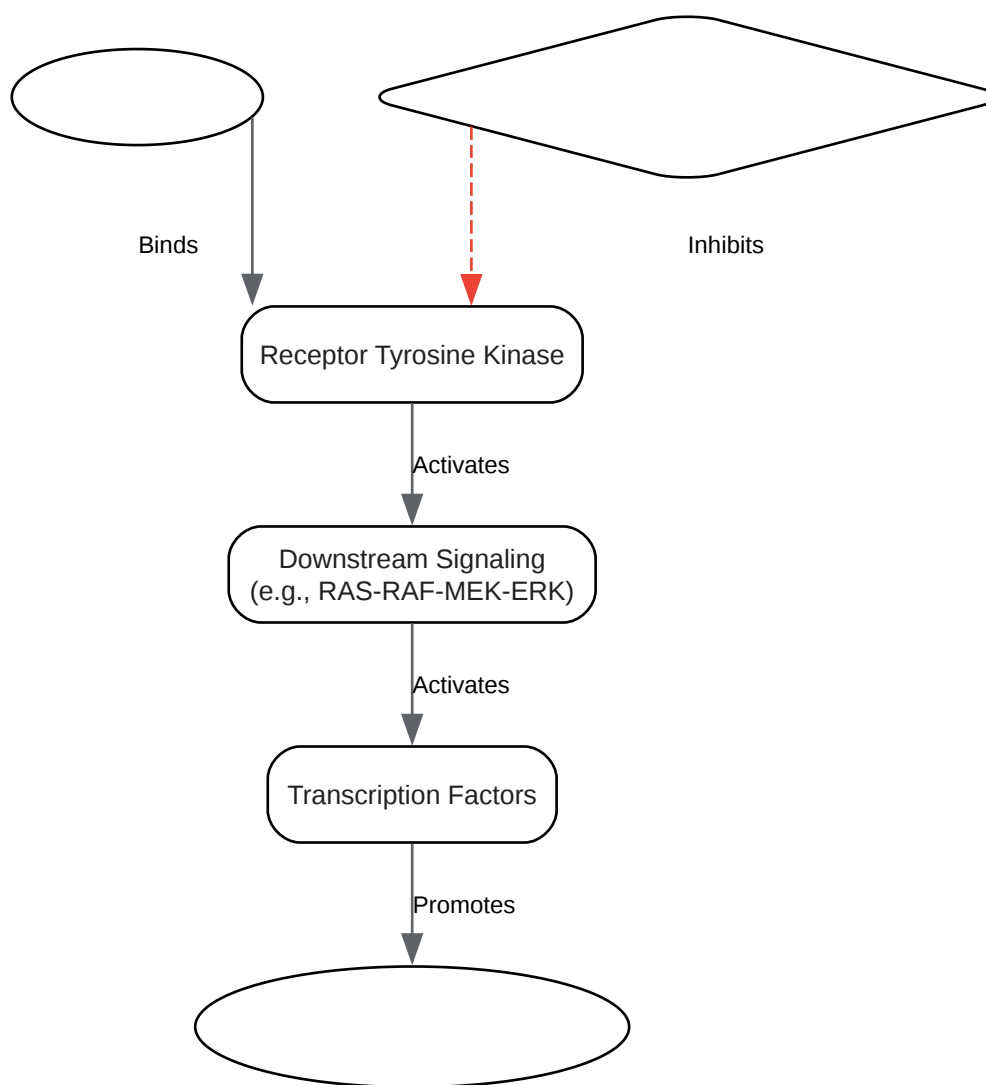 Binds
Inhibits
Receptor Tyrosine Kinase
Activates
Downstream Signaling
(e.g., RAS-RAF-MEK-ERK)
Activates
Transcription Factors
Promotes